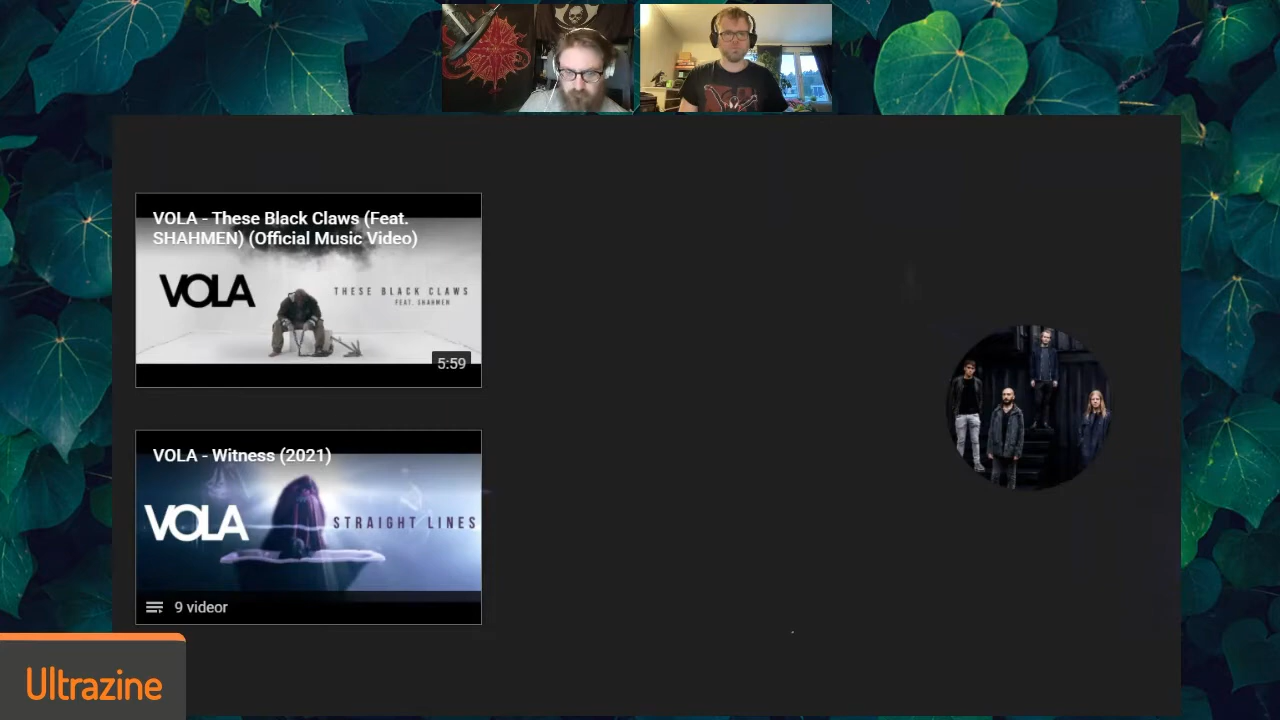 VOLA - These Black Claws (Feat.
SHAHMEN) (Official Music Video)
VOLA
THESE BLACK CLAWS
FEAT. SHAHMEN
5:59
VOLA - Witness (2021)
VOLA
STRAIGHT LINES
9 videor
Ultrazine